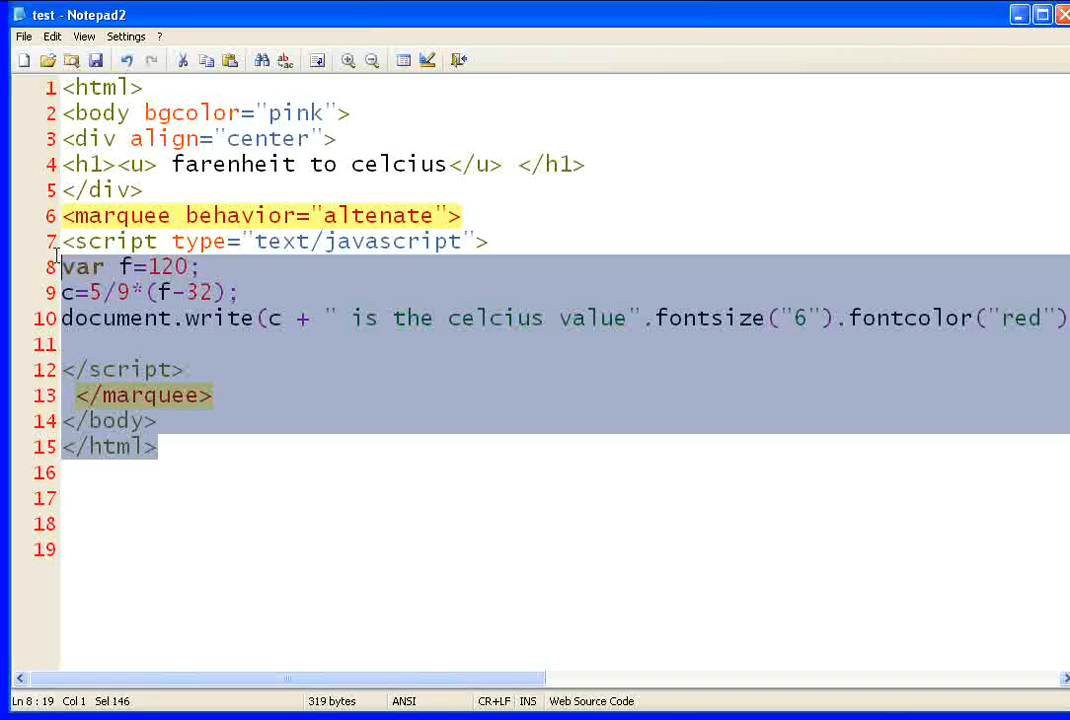 test - Notepad2
File Edit View Settings ?
1 <html>
2 <body bgcolor="pink">
3 <div align="center">
4 <h1><u> farenheit to celcius</u> </h1>
5 </div>
6 <marquee behavior="altenate">
7 <script type="text/javascript">
8 var f=120;
9 c=5/9*(f-32);
10 document.write(c + " is the celcius value".fontsize("6").fontcolor("red")
11
12 </script>
13 </marquee>
14 </body>
15 </html>
16
17
18
19
Ln 8 : 19 Col 1 Sel 146 319 bytes ANSI CR+LF INS Web Source Code